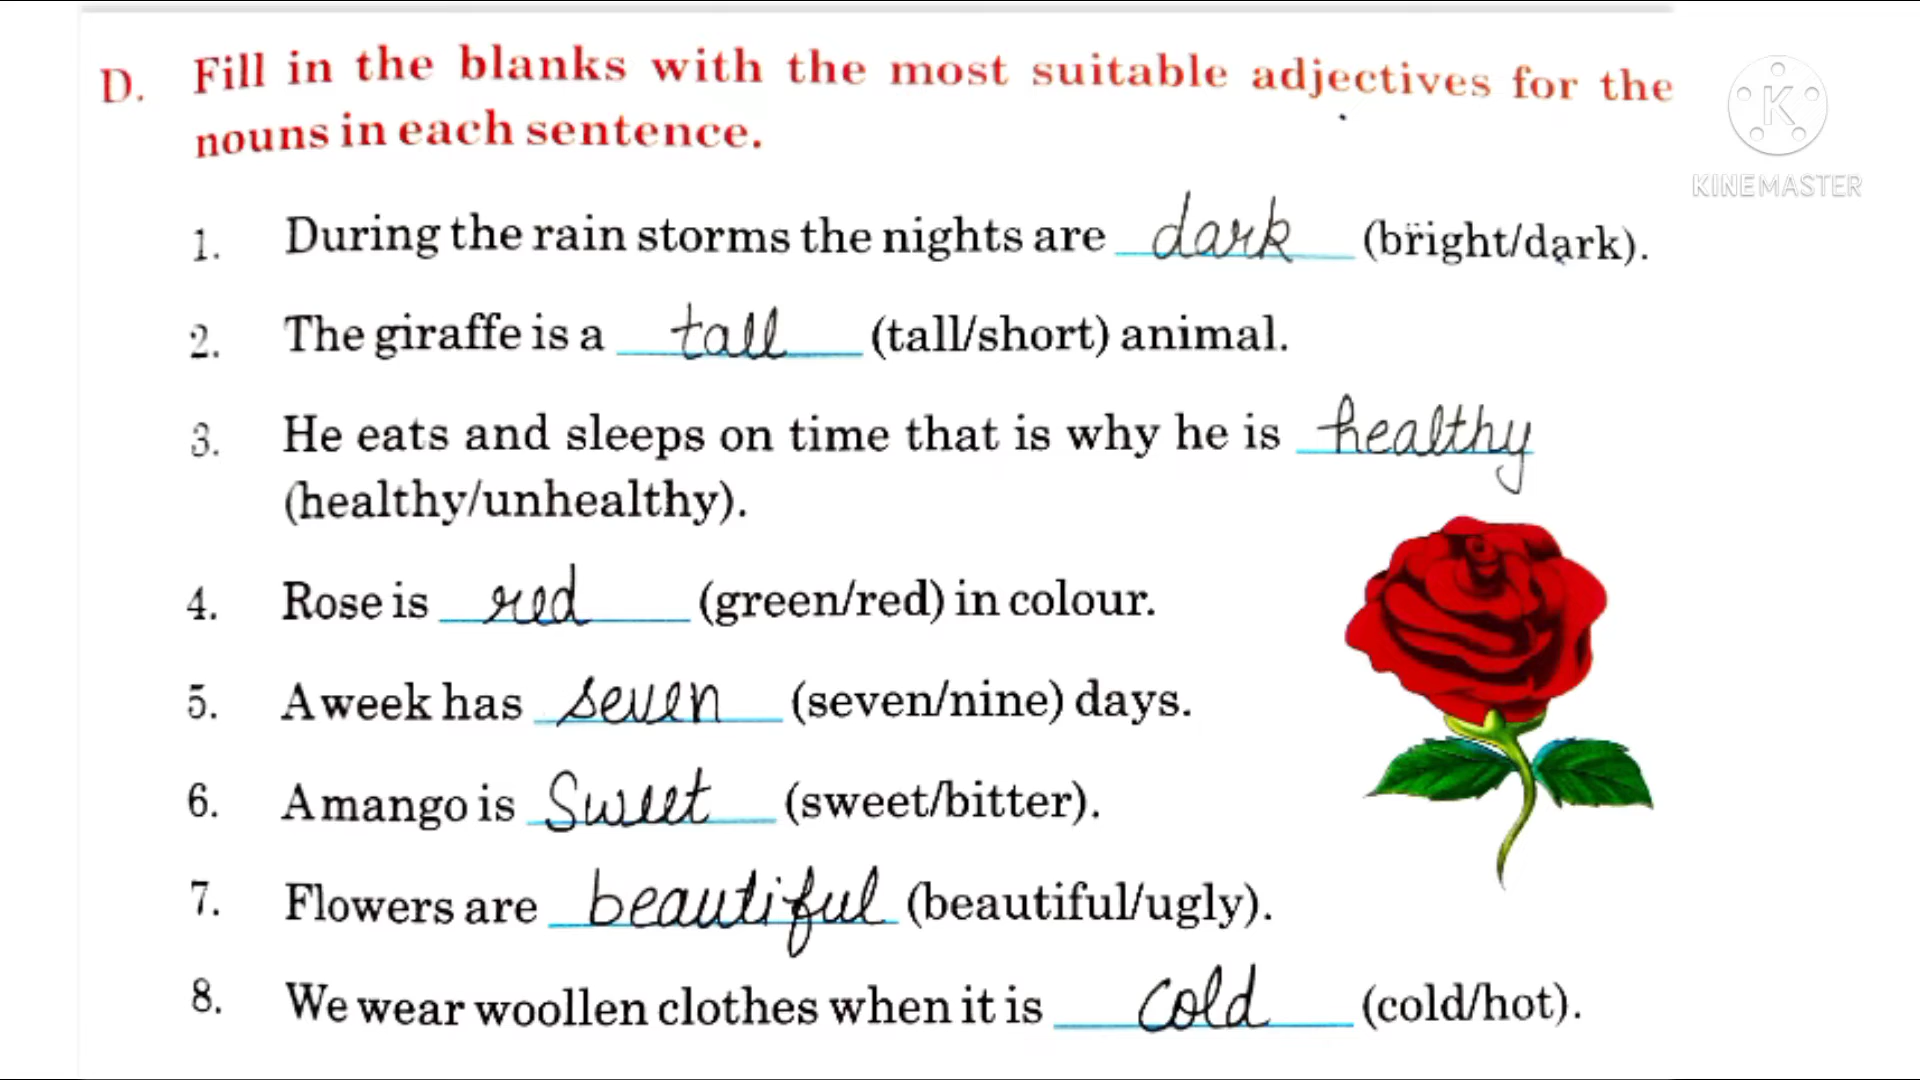 D. Fill in the blanks with the most suitable adjectives for the
nouns in each sentence.
KINEMASTER
1. During the rain storms the nights are dark (bright/dark).
2. The giraffe is a tall (tall/short) animal.
3. He eats and sleeps on time that is why he is healthy
(healthy/unhealthy).
4. Rose is red (green/red) in colour.
5. A week has seven (seven/nine) days.
6. A mango is Sweet (sweet/bitter).
7. Flowers are beautiful (beautiful/ugly).
8. We wear woollen clothes when it is cold (cold/hot).